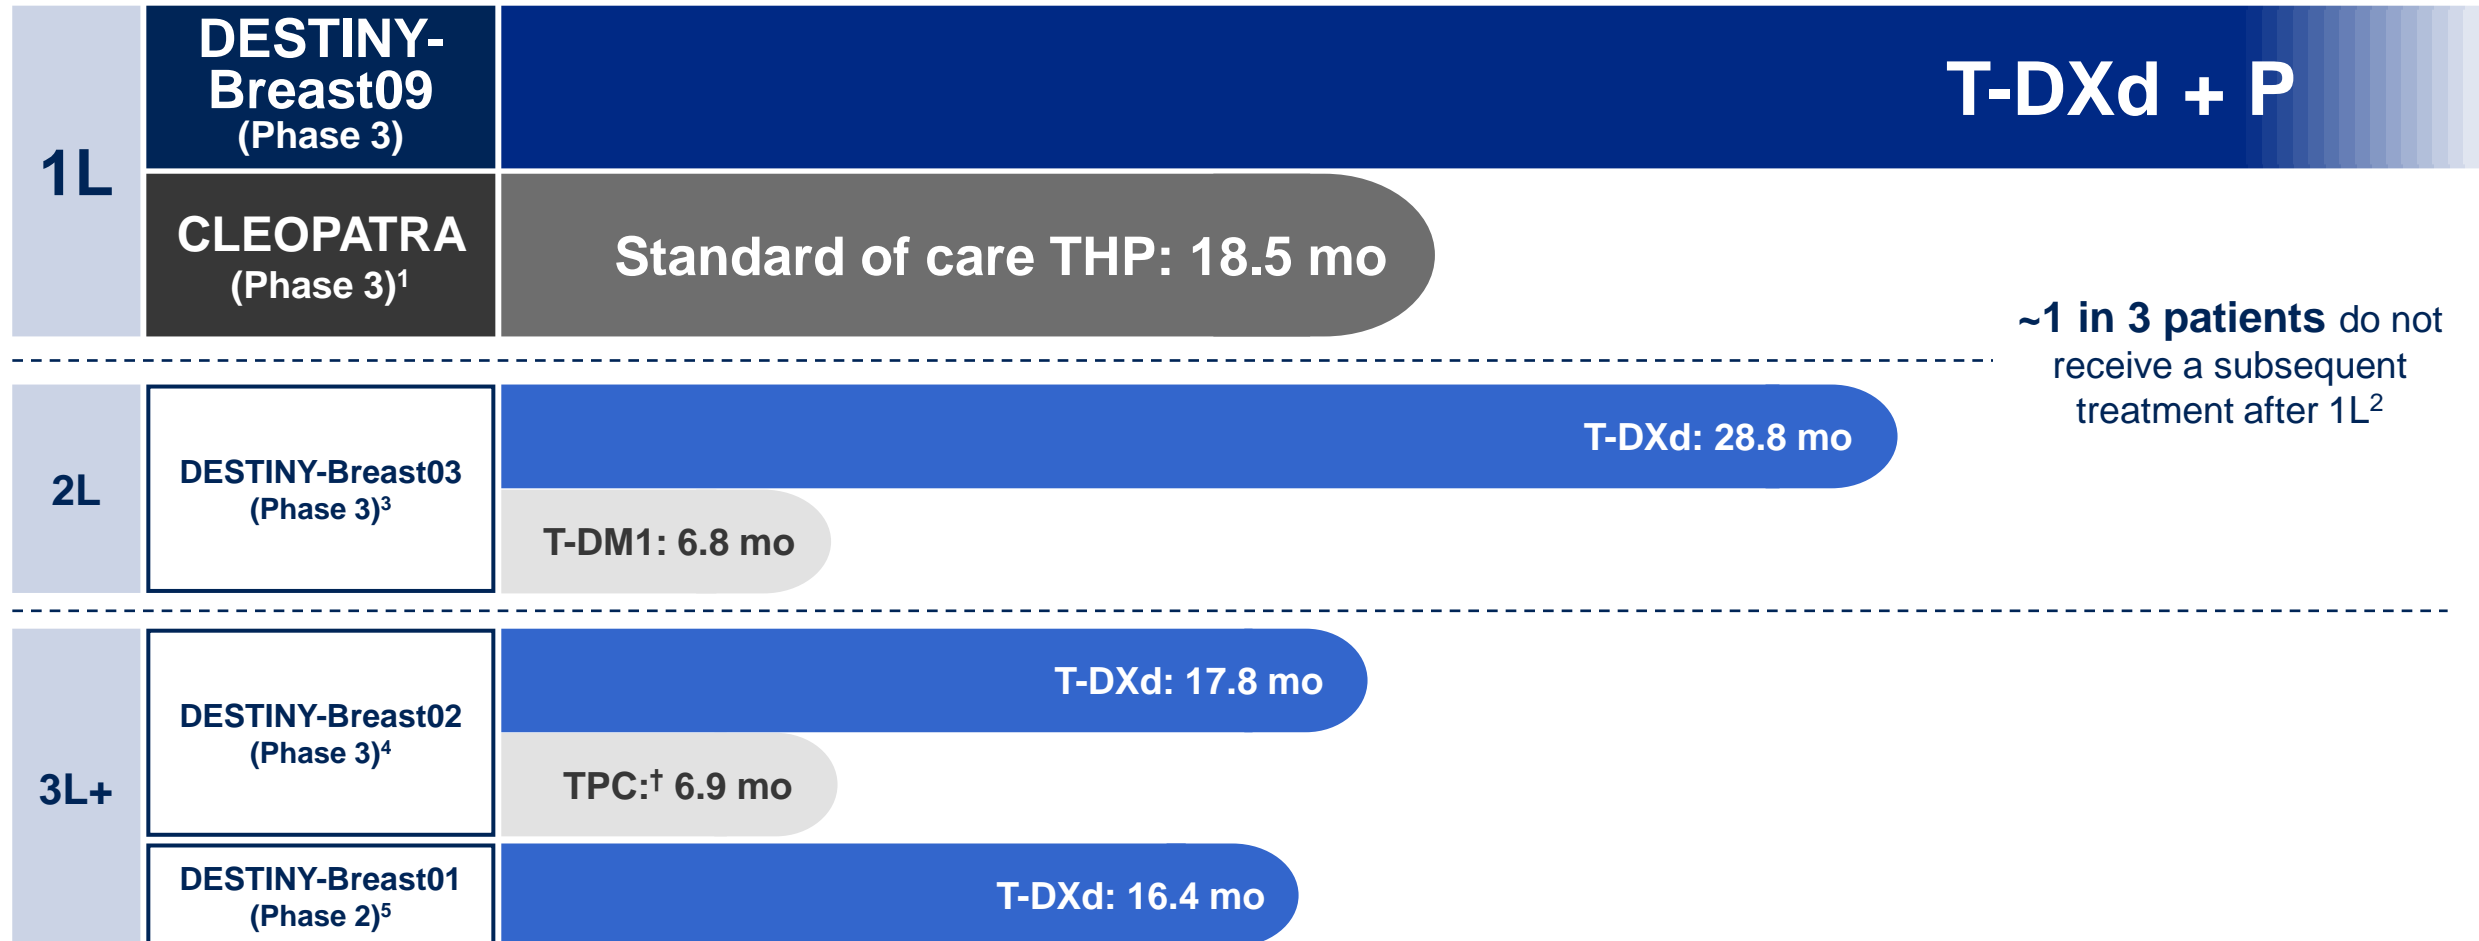 1L
DESTINY-
Breast09
(Phase 3)
T-DXd + P
CLEOPATRA
(Phase 3)¹
Standard of care THP: 18.5 mo
~1 in 3 patients do not
receive a subsequent
treatment after 1L²
2L
DESTINY-Breast03
(Phase 3)³
T-DXd: 28.8 mo
T-DM1: 6.8 mo
3L+
DESTINY-Breast02
(Phase 3)⁴
T-DXd: 17.8 mo
TPC:† 6.9 mo
DESTINY-Breast01
(Phase 2)⁵
T-DXd: 16.4 mo